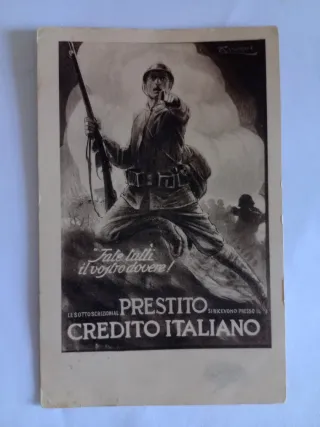 "Fate tutti
il vostro dovere!
LE SOTTOSCRIZIONI AL PRESTITO SI RICEVONO PRESSO IL
CREDITO ITALIANO